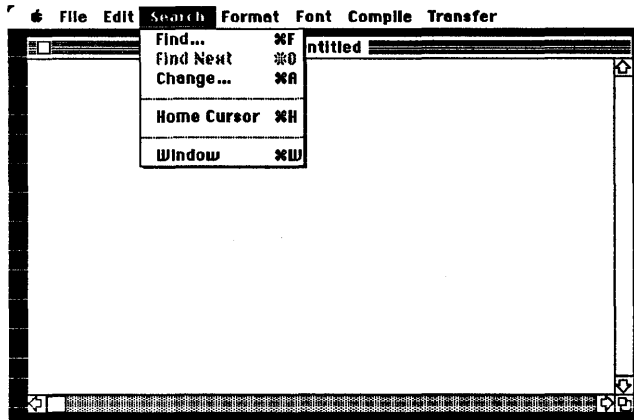 File Edit Search Format Font Compile Transfer
ntitled
Find... ⌘F
Find Next ⌘O
Change... ⌘A
Home Cursor ⌘H
Window ⌘W